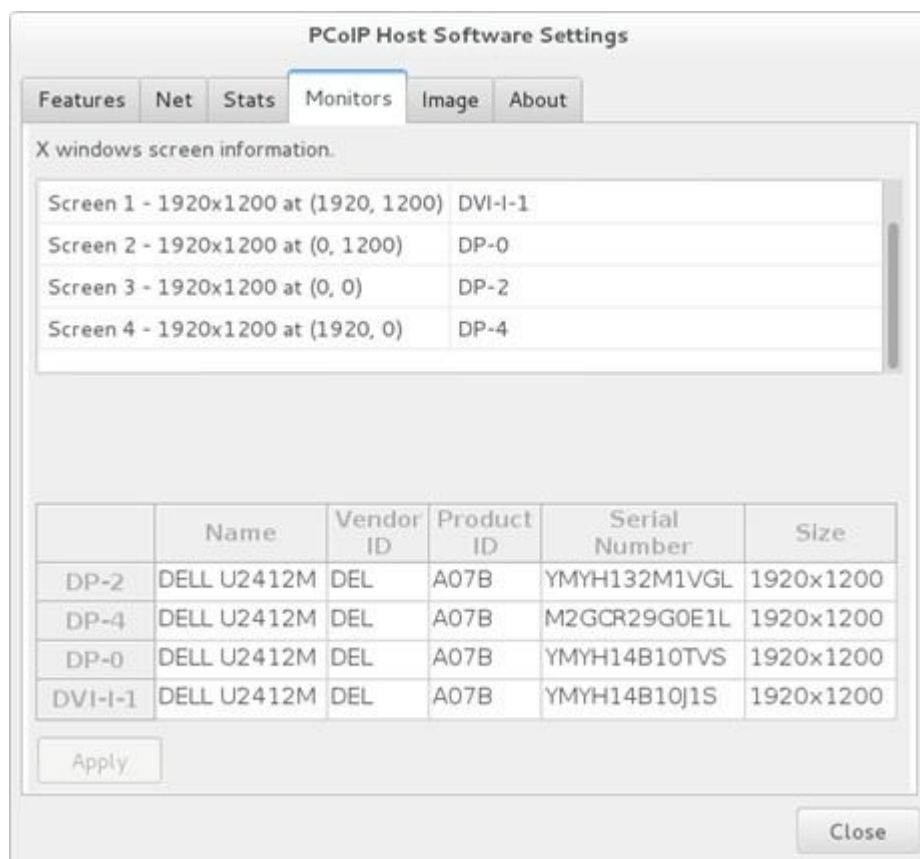 PCoIP Host Software Settings
Features Net Stats Monitors Image About
X windows screen information.
Screen 1 - 1920x1200 at (1920, 1200) DVI-I-1
Screen 2 - 1920x1200 at (0, 1200) DP-0
Screen 3 - 1920x1200 at (0, 0) DP-2
Screen 4 - 1920x1200 at (1920, 0) DP-4
Name Vendor ID Product ID Serial Number Size
DP-2 DELL U2412M DEL A07B YMYH132M1VGL 1920x1200
DP-4 DELL U2412M DEL A07B M2GCR29G0E1L 1920x1200
DP-0 DELL U2412M DEL A07B YMYH14B10TVS 1920x1200
DVI-I-1 DELL U2412M DEL A07B YMYH14B10J1S 1920x1200
Apply
Close